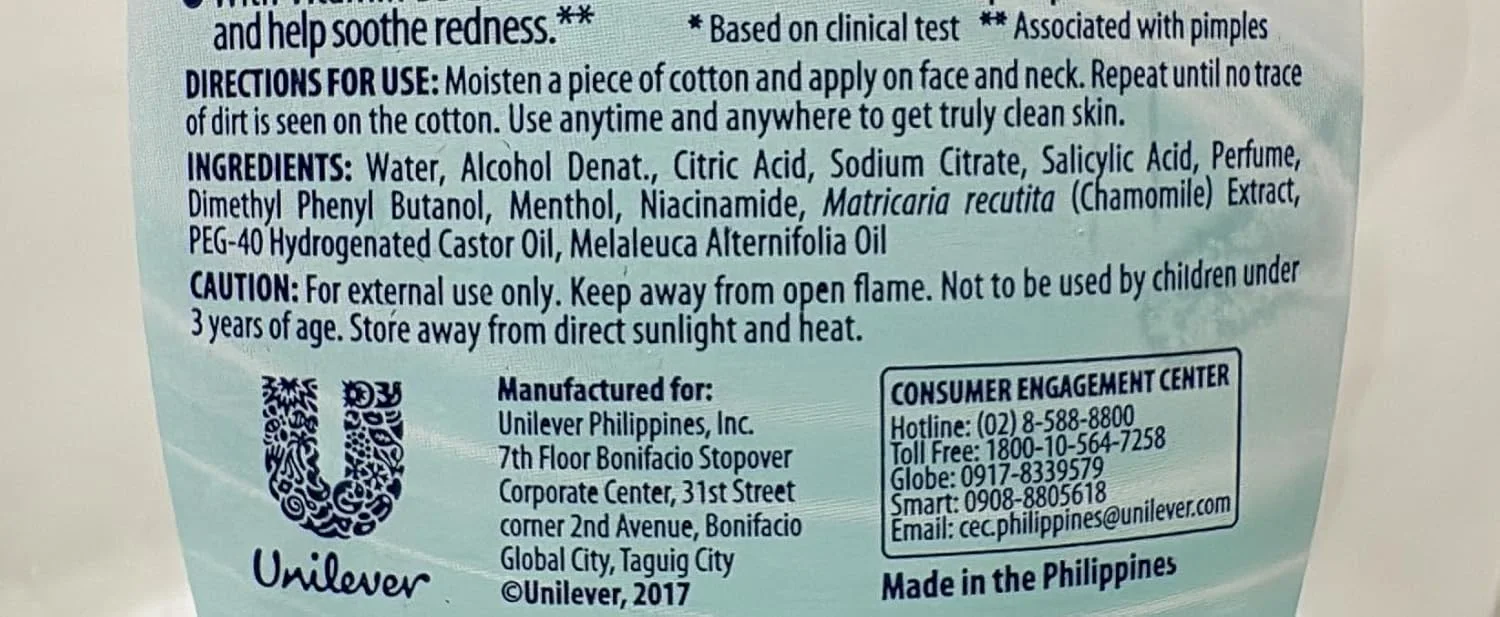 and help soothe redness.**
* Based on clinical test ** Associated with pimples
DIRECTIONS FOR USE: Moisten a piece of cotton and apply on face and neck. Repeat until no trace
of dirt is seen on the cotton. Use anytime and anywhere to get truly clean skin.
INGREDIENTS: Water, Alcohol Denat., Citric Acid, Sodium Citrate, Salicylic Acid, Perfume,
Dimethyl Phenyl Butanol, Menthol, Niacinamide, Matricaria recutita (Chamomile) Extract,
PEG-40 Hydrogenated Castor Oil, Melaleuca Alternifolia Oil
CAUTION: For external use only. Keep away from open flame. Not to be used by children under
3 years of age. Store away from direct sunlight and heat.
Unilever
Manufactured for:
Unilever Philippines, Inc.
7th Floor Bonifacio Stopover
Corporate Center, 31st Street
corner 2nd Avenue, Bonifacio
Global City, Taguig City
©Unilever, 2017
CONSUMER ENGAGEMENT CENTER
Hotline: (02) 8-588-8800
Toll Free: 1800-10-564-7258
Globe: 0917-8339579
Smart: 0908-8805618
Email: cec.philippines@unilever.com
Made in the Philippines